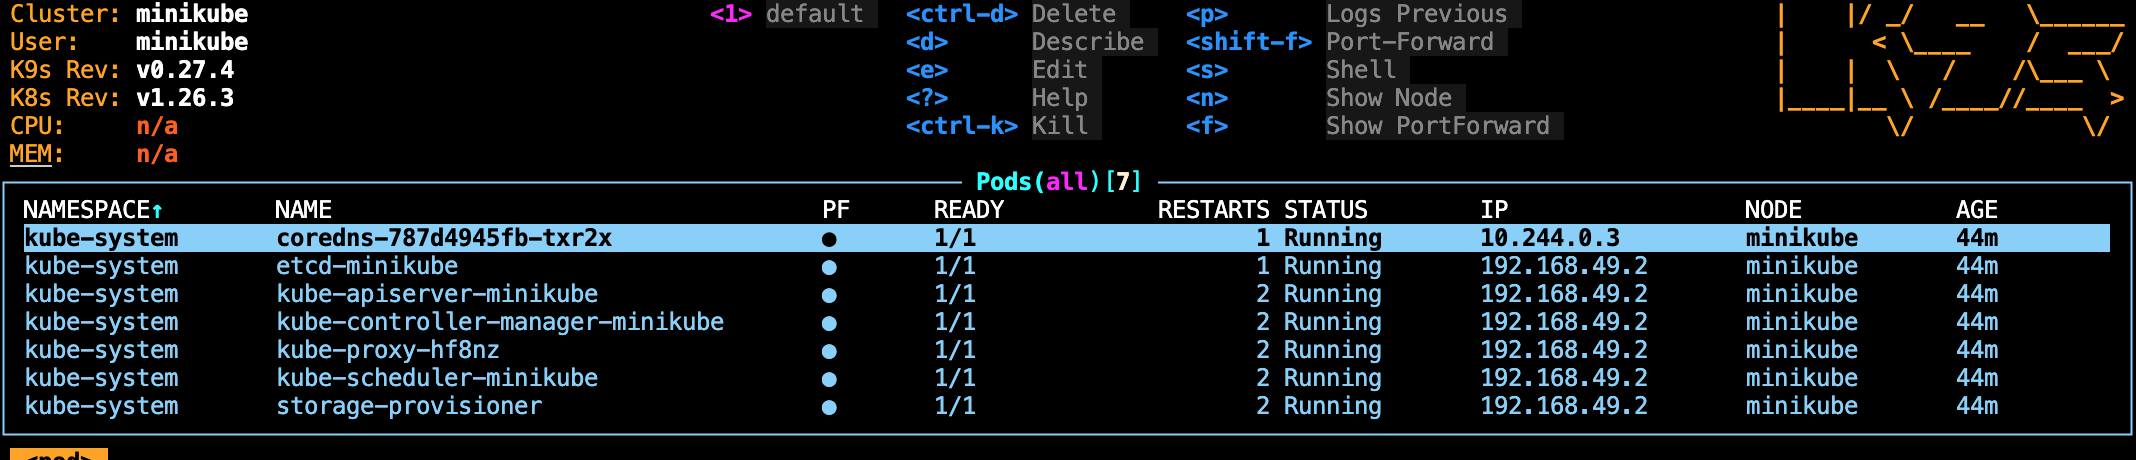 Cluster: minikube <1> default <ctrl-d> Delete <p> Logs Previous
User: minikube <d> Describe <shift-f> Port-Forward
K9s Rev: v0.27.4 <e> Edit <s> Shell
K8s Rev: v1.26.3 <?> Help <n> Show Node
CPU: n/a <ctrl-k> Kill <f> Show PortForward
MEM: n/a
Pods(all)[7]
NAMESPACE↑ NAME PF READY RESTARTS STATUS IP NODE AGE
kube-system coredns-787d4945fb-txr2x ● 1/1 1 Running 10.244.0.3 minikube 44m
kube-system etcd-minikube ● 1/1 1 Running 192.168.49.2 minikube 44m
kube-system kube-apiserver-minikube ● 1/1 2 Running 192.168.49.2 minikube 44m
kube-system kube-controller-manager-minikube ● 1/1 2 Running 192.168.49.2 minikube 44m
kube-system kube-proxy-hf8nz ● 1/1 2 Running 192.168.49.2 minikube 44m
kube-system kube-scheduler-minikube ● 1/1 2 Running 192.168.49.2 minikube 44m
kube-system storage-provisioner ● 1/1 2 Running 192.168.49.2 minikube 44m
<pod>